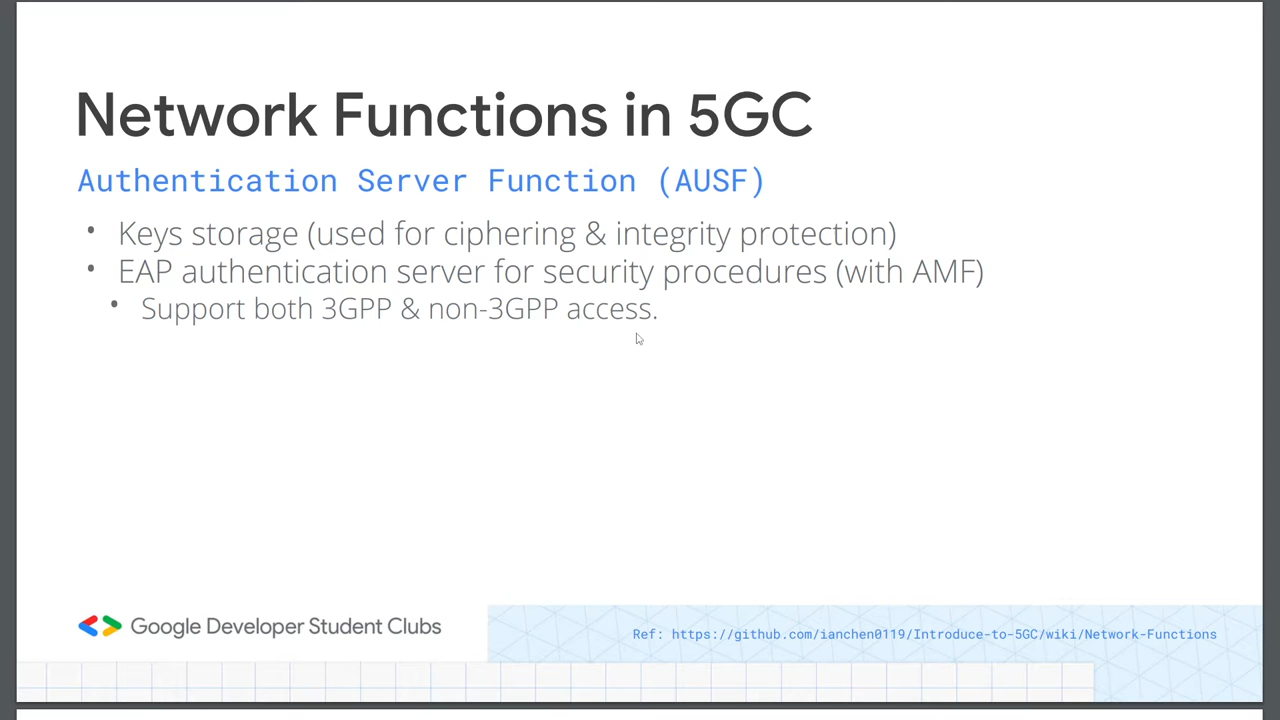 Network Functions in 5GC
Authentication Server Function (AUSF)
• Keys storage (used for ciphering & integrity protection)
• EAP authentication server for security procedures (with AMF)
• Support both 3GPP & non-3GPP access.
Google Developer Student Clubs
Ref: https://github.com/ianchen0119/Introduce-to-5GC/wiki/Network-Functions